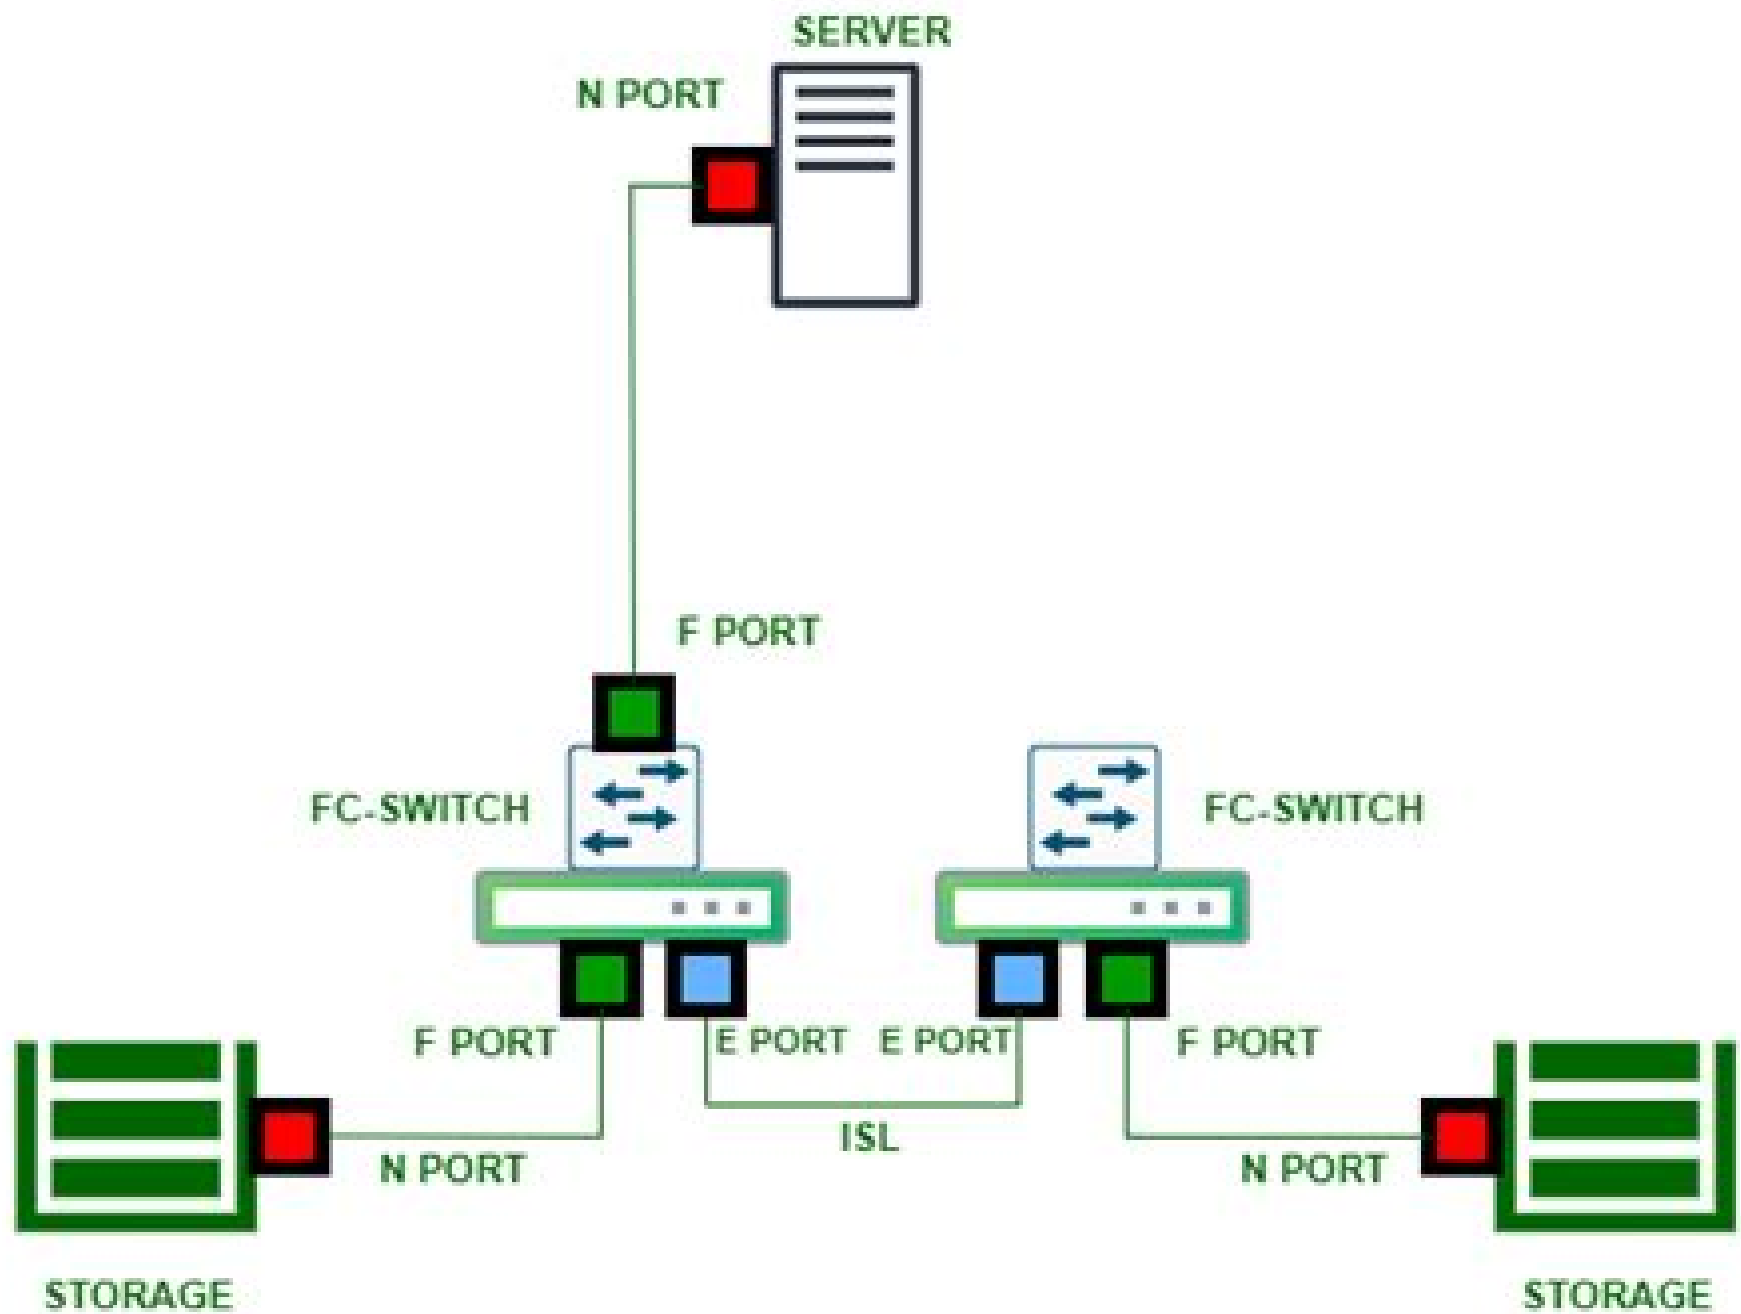 SERVER
N PORT
F PORT
FC-SWITCH
FC-SWITCH
F PORT
E PORT
E PORT
F PORT
ISL
N PORT
N PORT
STORAGE
STORAGE